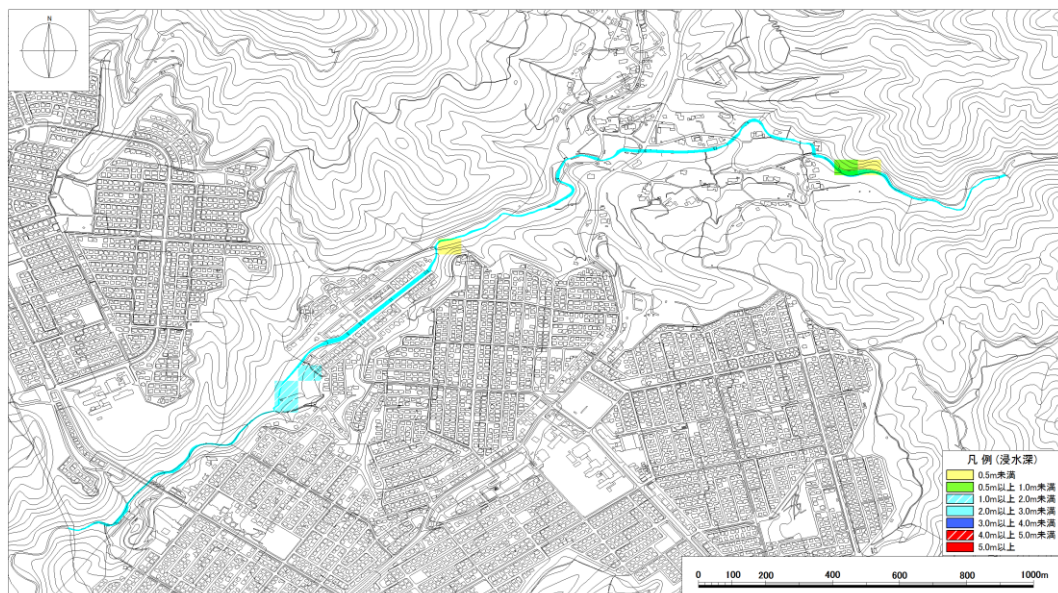 N
凡 例 (浸水深)
0.5m未満
0.5m以上 1.0m未満
1.0m以上 2.0m未満
2.0m以上 3.0m未満
3.0m以上 4.0m未満
4.0m以上 5.0m未満
5.0m以上
0 100 200 400 600 800 1000m